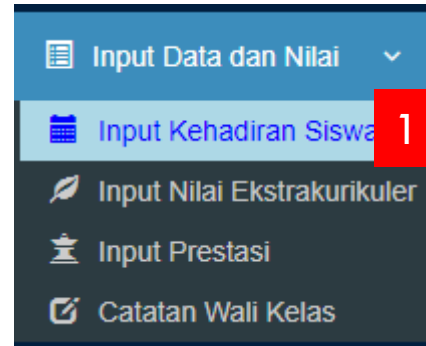 Input Data dan Nilai
Input Kehadiran Siswa 1
Input Nilai Ekstrakurikuler
Input Prestasi
Catatan Wali Kelas